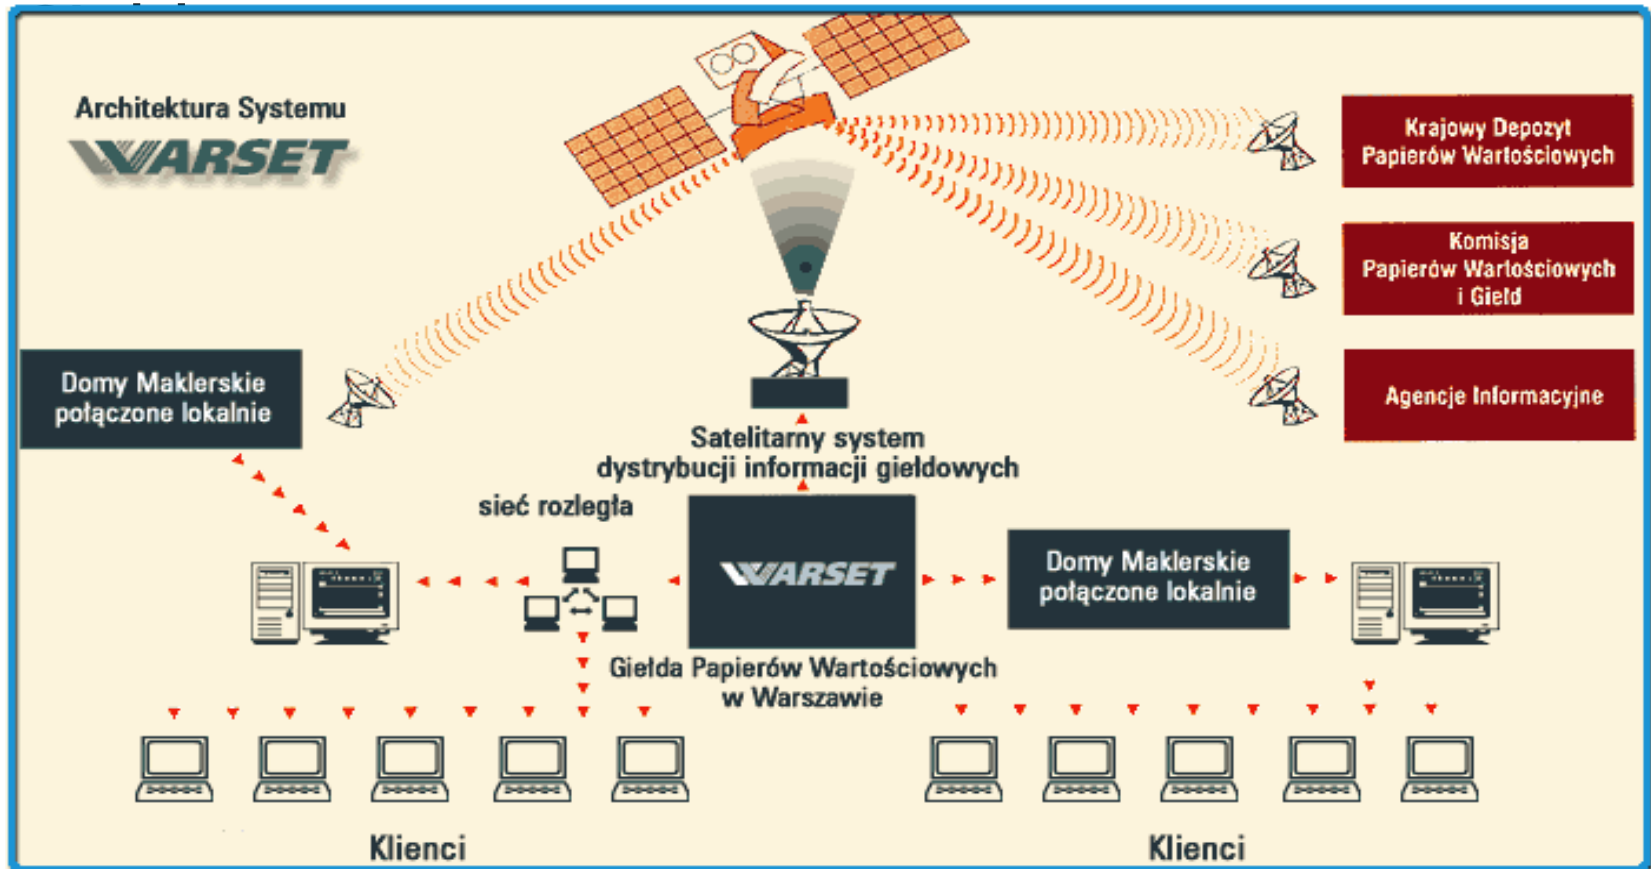 Architektura Systemu
WARSET
Krajowy Depozyt
Papierów Wartościowych
Komisja
Papierów Wartościowych
i Giełd
Agencje Informacyjne
Domy Maklerskie
połączone lokalnie
Satelitarny system
dystrybucji informacji giełdowych
sieć rozległa
WARSET
Giełda Papierów Wartościowych
w Warszawie
Domy Maklerskie
połączone lokalnie
Klienci
Klienci